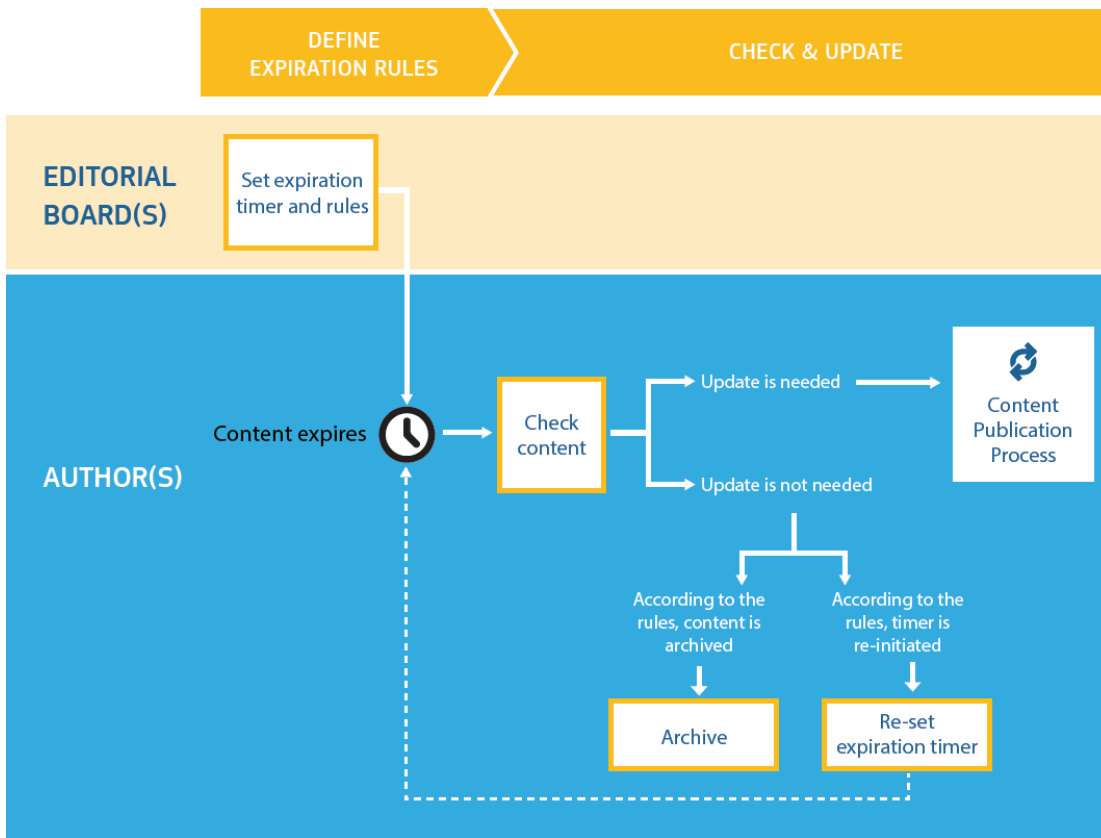 DEFINE
EXPIRATION RULES
CHECK & UPDATE
EDITORIAL
BOARD(S)
Set expiration
timer and rules
AUTHOR(S)
Content expires
Check
content
Update is needed
Content
Publication
Process
Update is not needed
According to the
rules, content is
archived
According to the
rules, timer is
re-initiated
Archive
Re-set
expiration timer